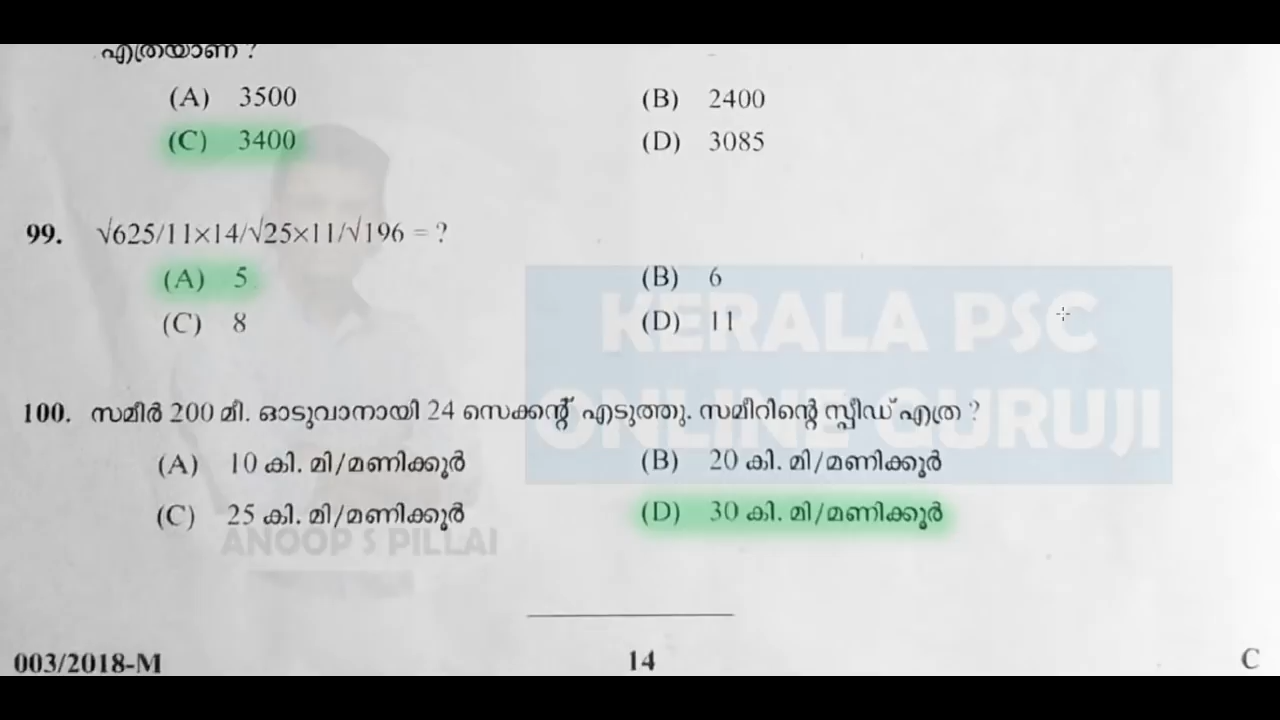 എത്രയാണ് ?
(A) 3500 (B) 2400
(C) 3400 (D) 3085
99. √625/11×14/√25×11/√196 = ?
(A) 5 (B) 6
(C) 8 (D) 11
KERALA PSC
ONLINE GURUJI
100. സമീർ 200 മീ. ഓടുവാനായി 24 സെക്കന്റ് എടുത്തു. സമീറിന്റെ സ്പീഡ് എത്ര ?
(A) 10 കി. മി/മണിക്കൂർ (B) 20 കി. മി/മണിക്കൂർ
(C) 25 കി. മി/മണിക്കൂർ (D) 30 കി. മി/മണിക്കൂർ
ANOOP S PILLAI
003/2018-M 14 C